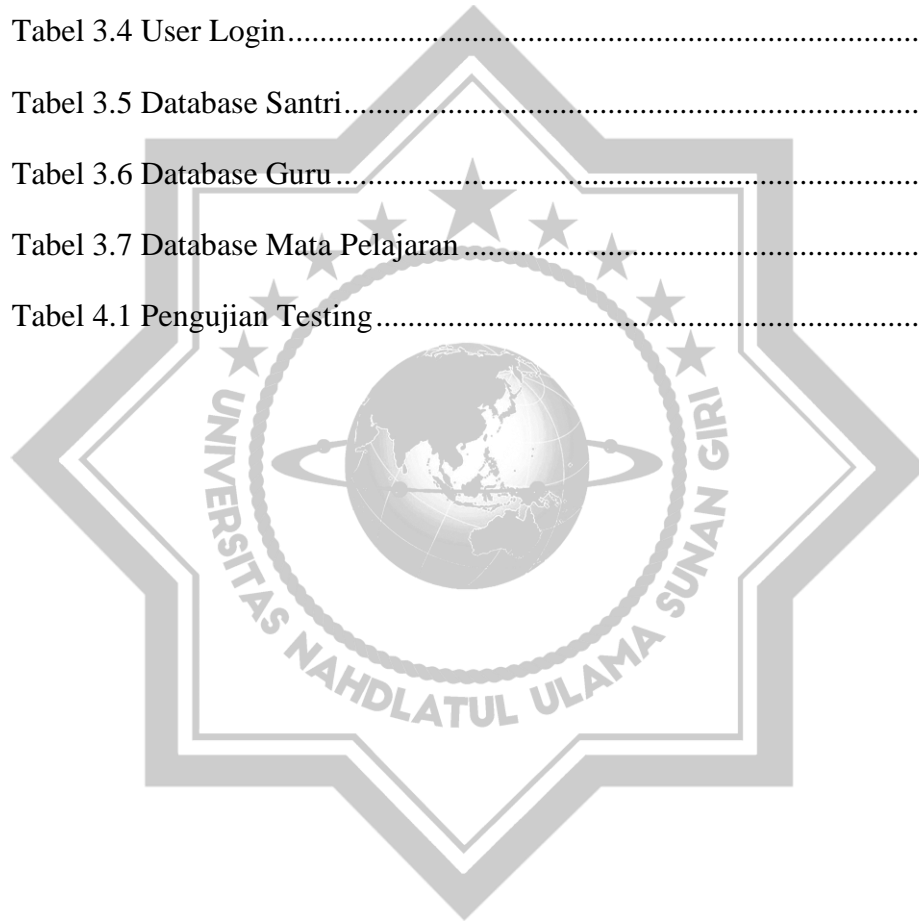 Tabel 3.4 User Login................................................................................
Tabel 3.5 Database Santri.........................................................................
Tabel 3.6 Database Guru..........................................................................
Tabel 3.7 Database Mata Pelajaran..........................................................
Tabel 4.1 Pengujian Testing.....................................................................
UNIVERSITAS NAHDLATUL ULAMA SUNAN GIRI